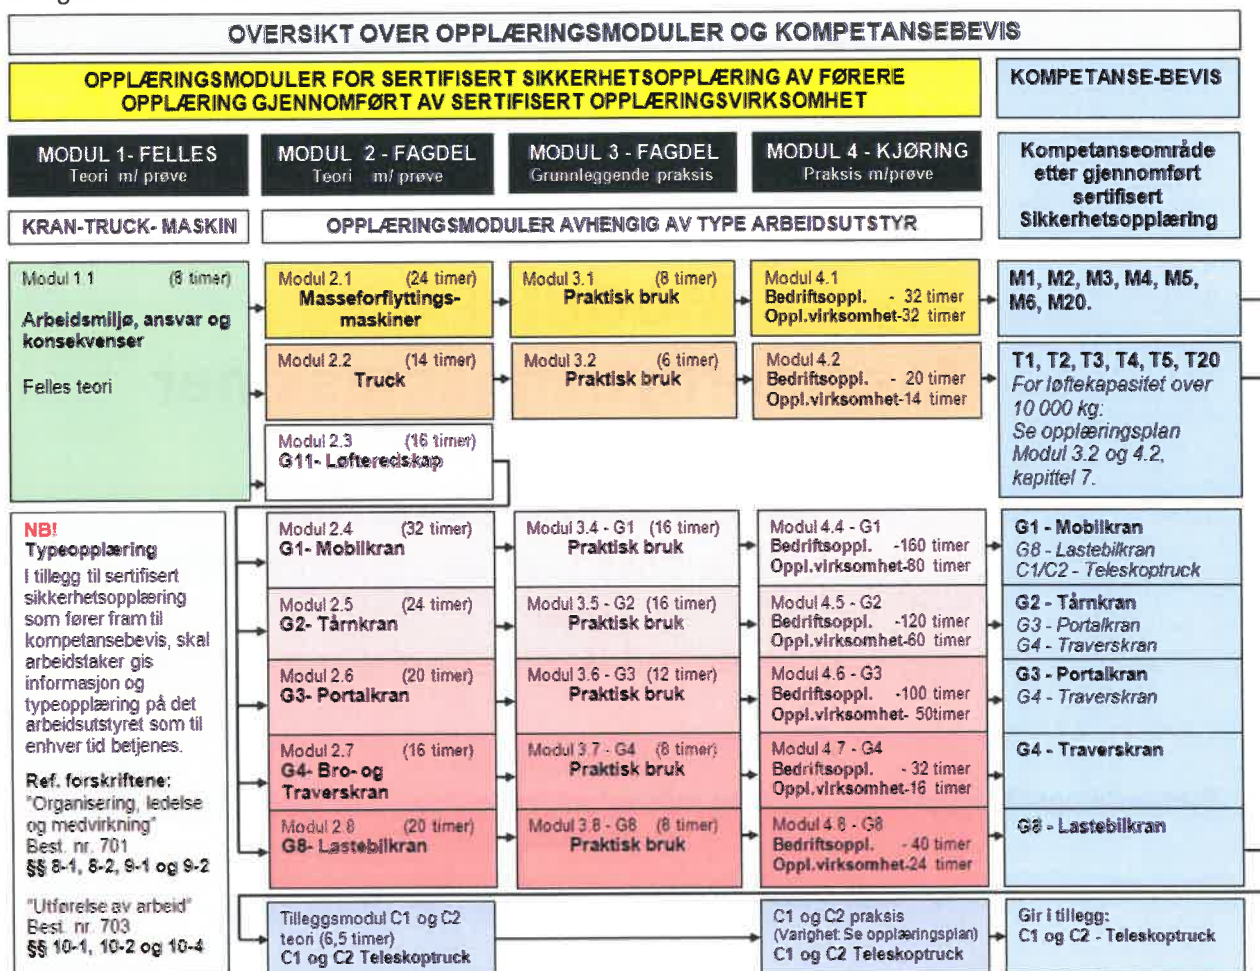 OVERSIKT OVER OPPLÆRINGSMODULER OG KOMPETANSEBEVIS
OPPLÆRINGSMODULER FOR SERTIFISERT SIKKERHETSOPPLÆRING AV FØRERE
OPPLÆRING GJENNOMFØRT AV SERTIFISERT OPPLÆRINGSVIRKSOMHET
KOMPETANSE-BEVIS
MODUL 1- FELLES
Teori m/ prøve
MODUL 2 - FAGDEL
Teori m/ prøve
MODUL 3 - FAGDEL
Grunnleggende praksis
MODUL 4 - KJØRING
Praksis m/prøve
Kompetanseområde
etter gjennomført
sertifisert
Sikkerhetsopplæring
KRAN-TRUCK- MASKIN
OPPLÆRINGSMODULER AVHENGIG AV TYPE ARBEIDSUTSTYR
Modul 1.1 (8 timer)
Arbeidsmiljø, ansvar og
konsekvenser
Felles teori
Modul 2.1 (24 timer)
Masseforflyttings-
maskiner
Modul 3.1 (8 timer)
Praktisk bruk
Modul 4.1
Bedriftsoppl. - 32 timer
Oppl.virksomhet-32 timer
M1, M2, M3, M4, M5,
M6, M20.
Modul 2.2 (14 timer)
Truck
Modul 3.2 (6 timer)
Praktisk bruk
Modul 4.2
Bedriftsoppl. - 20 timer
Oppl.virksomhet-14 timer
T1, T2, T3, T4, T5, T20
For løftekapasitet over
10 000 kg:
Se opplæringsplan
Modul 3.2 og 4.2,
kapittel 7.
Modul 2.3 (16 timer)
G11- Løfteredskap
NB!
Typeopplæring
I tillegg til sertifisert
sikkerhetsopplæring
som fører fram til
kompetansebevis, skal
arbeidstaker gis
informasjon og
typeopplæring på det
arbeidsutstyret som til
enhver tid betjenes.
Ref. forskriftene:
"Organisering, ledelse
og medvirkning"
Best. nr. 701
§§ 8-1, 8-2, 9-1 og 9-2
"Utførelse av arbeid"
Best. nr. 703
§§ 10-1, 10-2 og 10-4
Modul 2.4 (32 timer)
G1- Mobilkran
Modul 3.4 - G1 (16 timer)
Praktisk bruk
Modul 4.4 - G1
Bedriftsoppl. -160 timer
Oppl.virksomhet-80 timer
G1 - Mobilkran
G8 - Lastebilkran
C1/C2 - Teleskoptruck
Modul 2.5 (24 timer)
G2- Tårnkran
Modul 3.5 - G2 (16 timer)
Praktisk bruk
Modul 4.5 - G2
Bedriftsoppl. -120 timer
Oppl.virksomhet-60 timer
G2 - Tårnkran
G3 - Portalkran
G4 - Traverskran
Modul 2.6 (20 timer)
G3- Portalkran
Modul 3.6 - G3 (12 timer)
Praktisk bruk
Modul 4.6 - G3
Bedriftsoppl. -100 timer
Oppl.virksomhet- 50timer
G3 - Portalkran
G4 - Traverskran
Modul 2.7 (16 timer)
G4- Bro- og
Traverskran
Modul 3.7 - G4 (8 timer)
Praktisk bruk
Modul 4.7 - G4
Bedriftsoppl. - 32 timer
Oppl.virksomhet-16 timer
G4 - Traverskran
Modul 2.8 (20 timer)
G8- Lastebilkran
Modul 3.8 - G8 (8 timer)
Praktisk bruk
Modul 4.8 - G8
Bedriftsoppl. - 40 timer
Oppl.virksomhet-24 timer
G8 - Lastebilkran
Tilleggsmodul C1 og C2
teori (6,5 timer)
C1 og C2 Teleskoptruck
C1 og C2 praksis
(Varighet: Se opplæringsplan)
C1 og C2 Teleskoptruck
Gir i tillegg:
C1 og C2 - Teleskoptruck